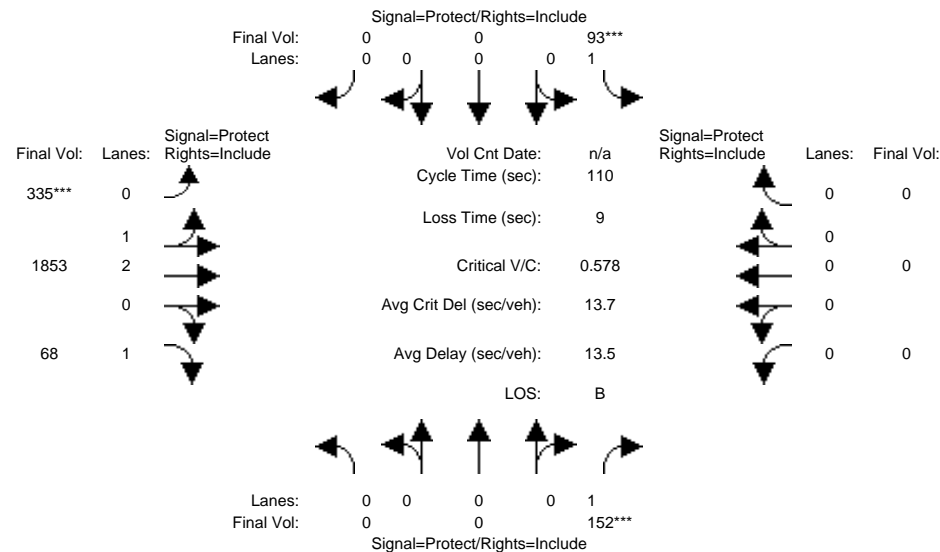 Signal=Protect/Rights=Include
Final Vol: 0 0 93***
Lanes: 0 0 0 0 1
Signal=Protect Signal=Protect
Final Vol: Lanes: Rights=Include Vol Cnt Date: n/a Rights=Include Lanes: Final Vol:
Cycle Time (sec): 110
335*** 0 0 0
Loss Time (sec): 9
1 0
1853 2 Critical V/C: 0.578 0 0
0 Avg Crit Del (sec/veh): 13.7 0
68 1 Avg Delay (sec/veh): 13.5 0 0
LOS: B
Lanes: 0 0 0 0 1
Final Vol: 0 0 152***
Signal=Protect/Rights=Include